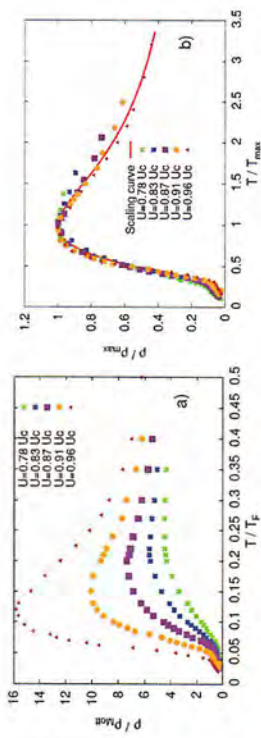 16
14
12
10
8
6
4
2
0
ρ / ρMott
0
0.05
0.1
0.15
0.2
0.25
0.3
0.35
0.4
0.45
0.5
T / TF
U=0.78 Uc
U=0.83 Uc
U=0.87 Uc
U=0.91 Uc
U=0.96 Uc
a)
1.2
1
0.8
0.6
0.4
0.2
0
ρ / ρmax
0
0.5
1
1.5
2
2.5
3
3.5
T / Tmax
b)
Scaling curve
U=0.78 Uc
U=0.83 Uc
U=0.87 Uc
U=0.91 Uc
U=0.96 Uc